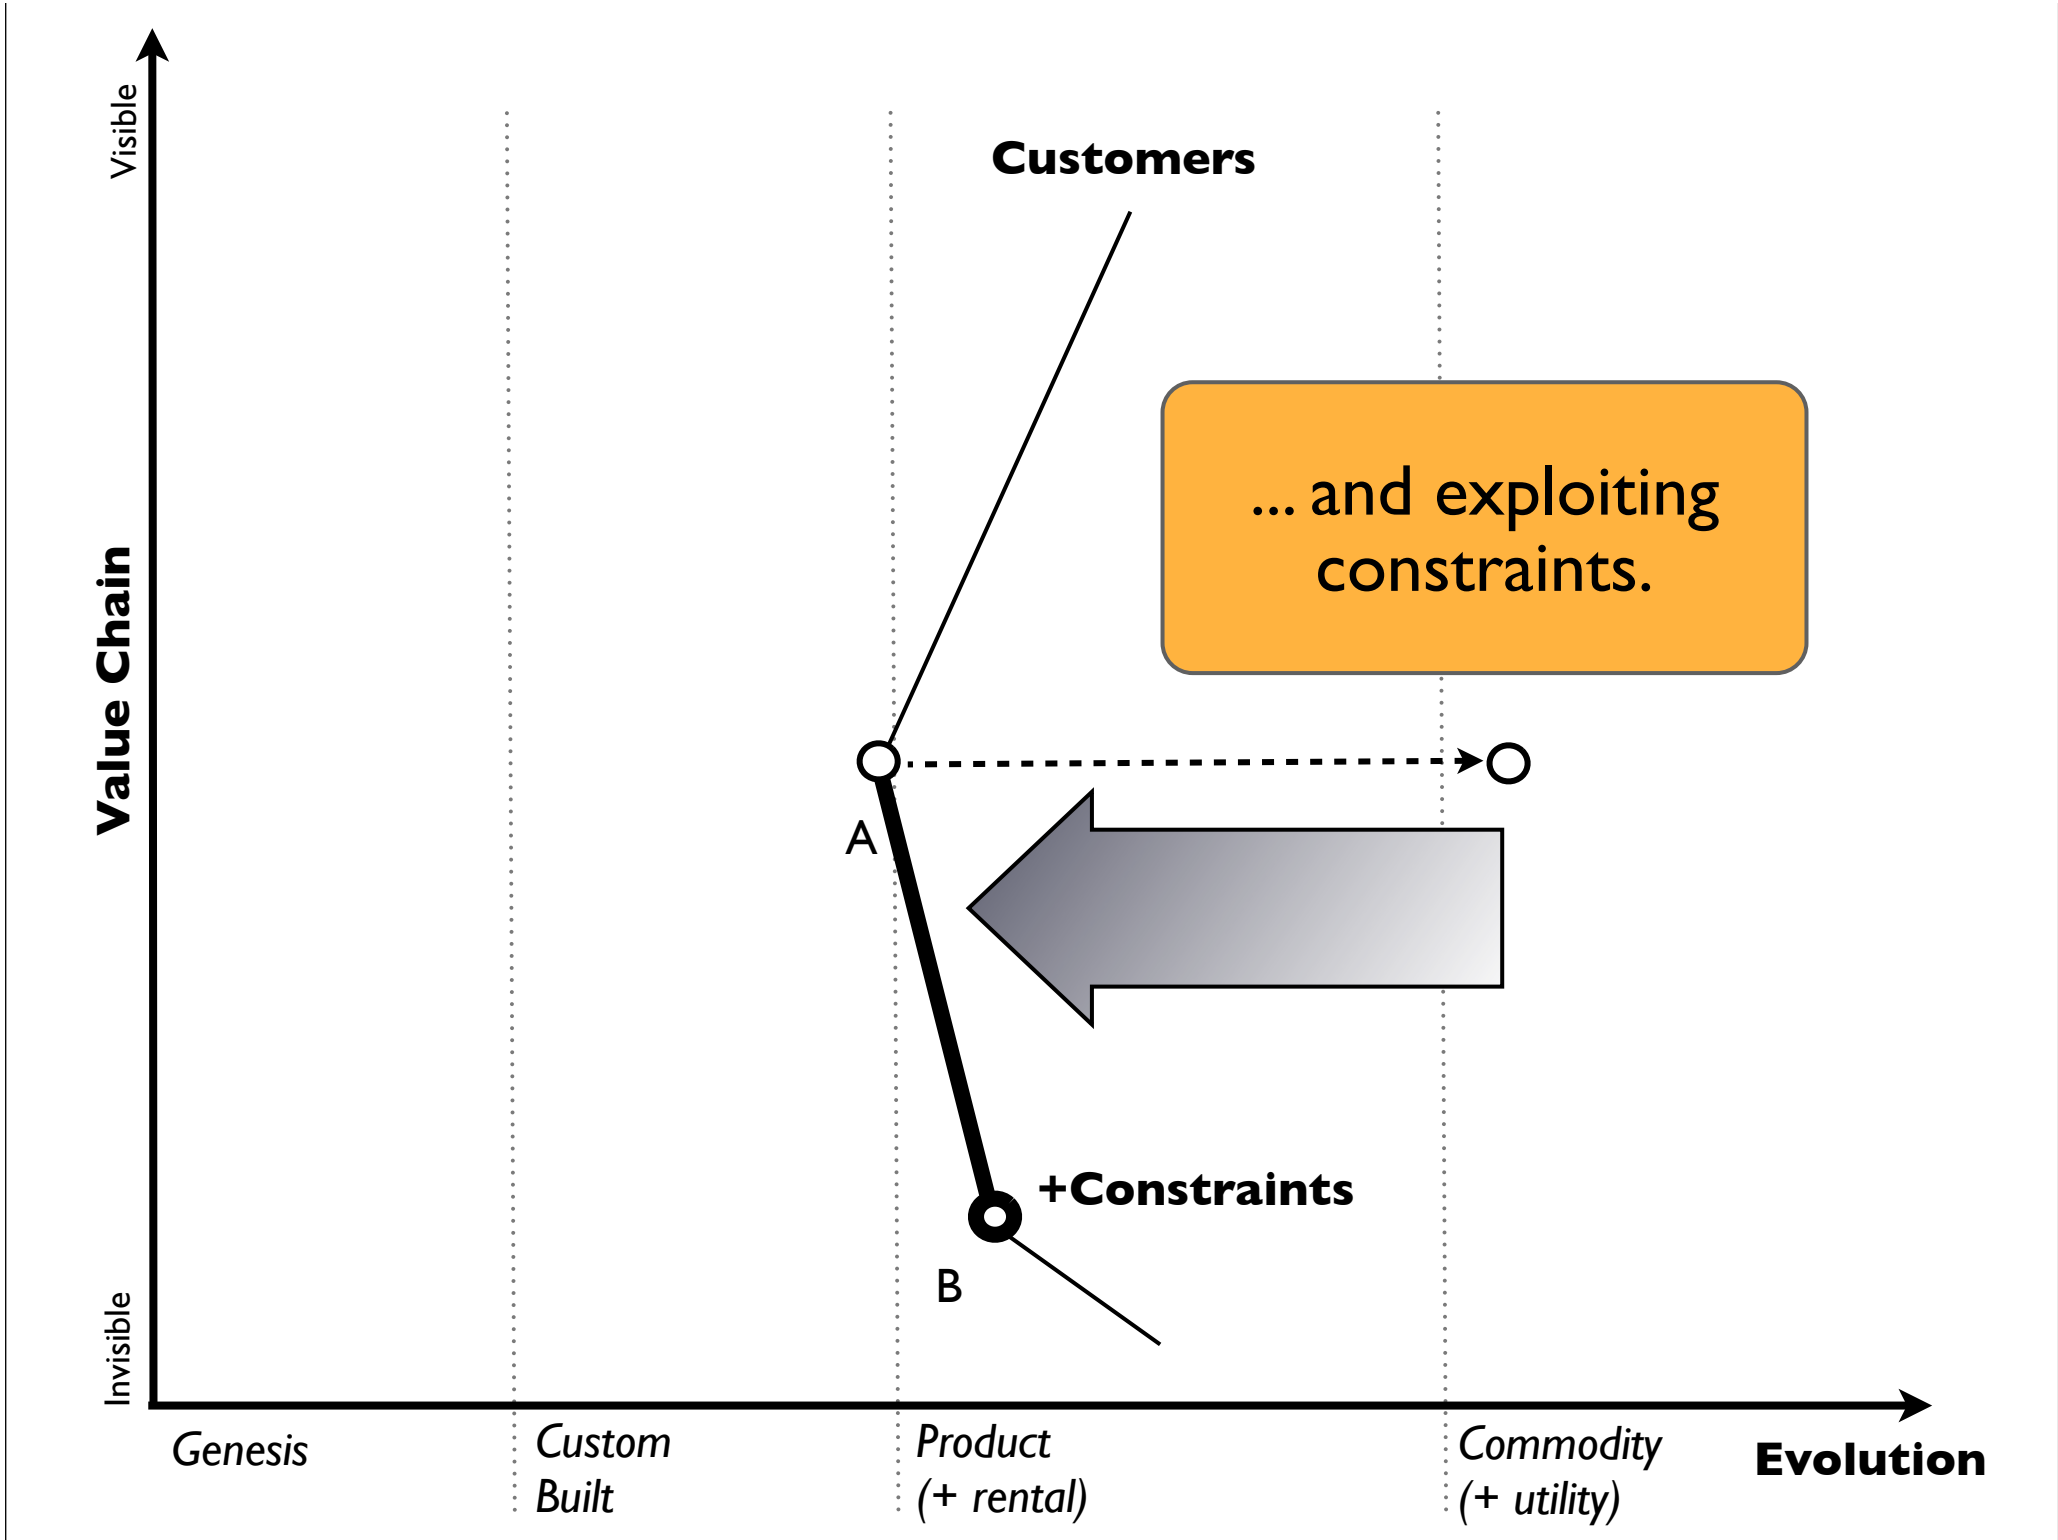 Visible
Customers
... and exploiting
constraints.
Value Chain
A
+Constraints
B
Invisible
Genesis
Custom
Built
Product
(+ rental)
Commodity
(+ utility)
Evolution